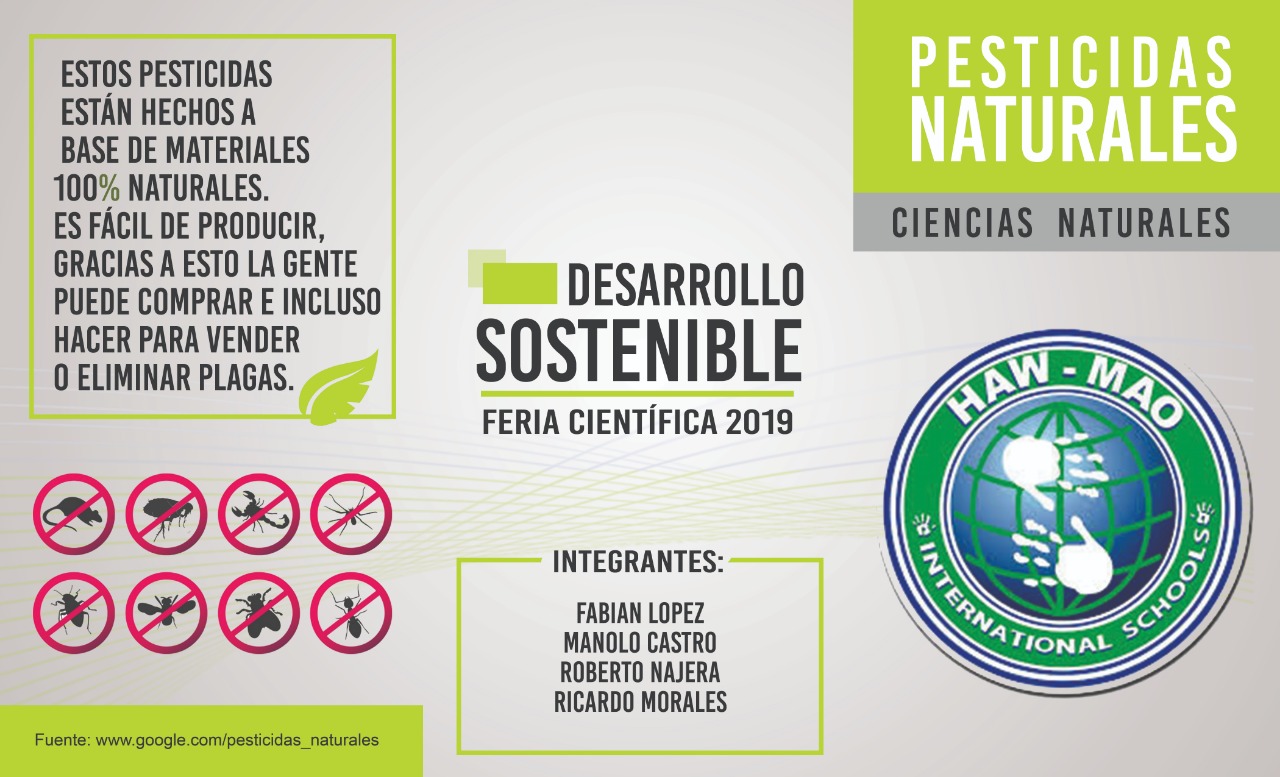 ESTOS PESTICIDAS
ESTÁN HECHOS A
BASE DE MATERIALES
100% NATURALES.
ES FÁCIL DE PRODUCIR,
GRACIAS A ESTO LA GENTE
PUEDE COMPRAR E INCLUSO
HACER PARA VENDER
O ELIMINAR PLAGAS.
Fuente: www.google.com/pesticidas_naturales
DESARROLLO
SOSTENIBLE
FERIA CIENTÍFICA 2019
INTEGRANTES:
FABIAN LOPEZ
MANOLO CASTRO
ROBERTO NAJERA
RICARDO MORALES
PESTICIDAS
NATURALES
CIENCIAS NATURALES
HAW - MAO
INTERNATIONAL SCHOOLS